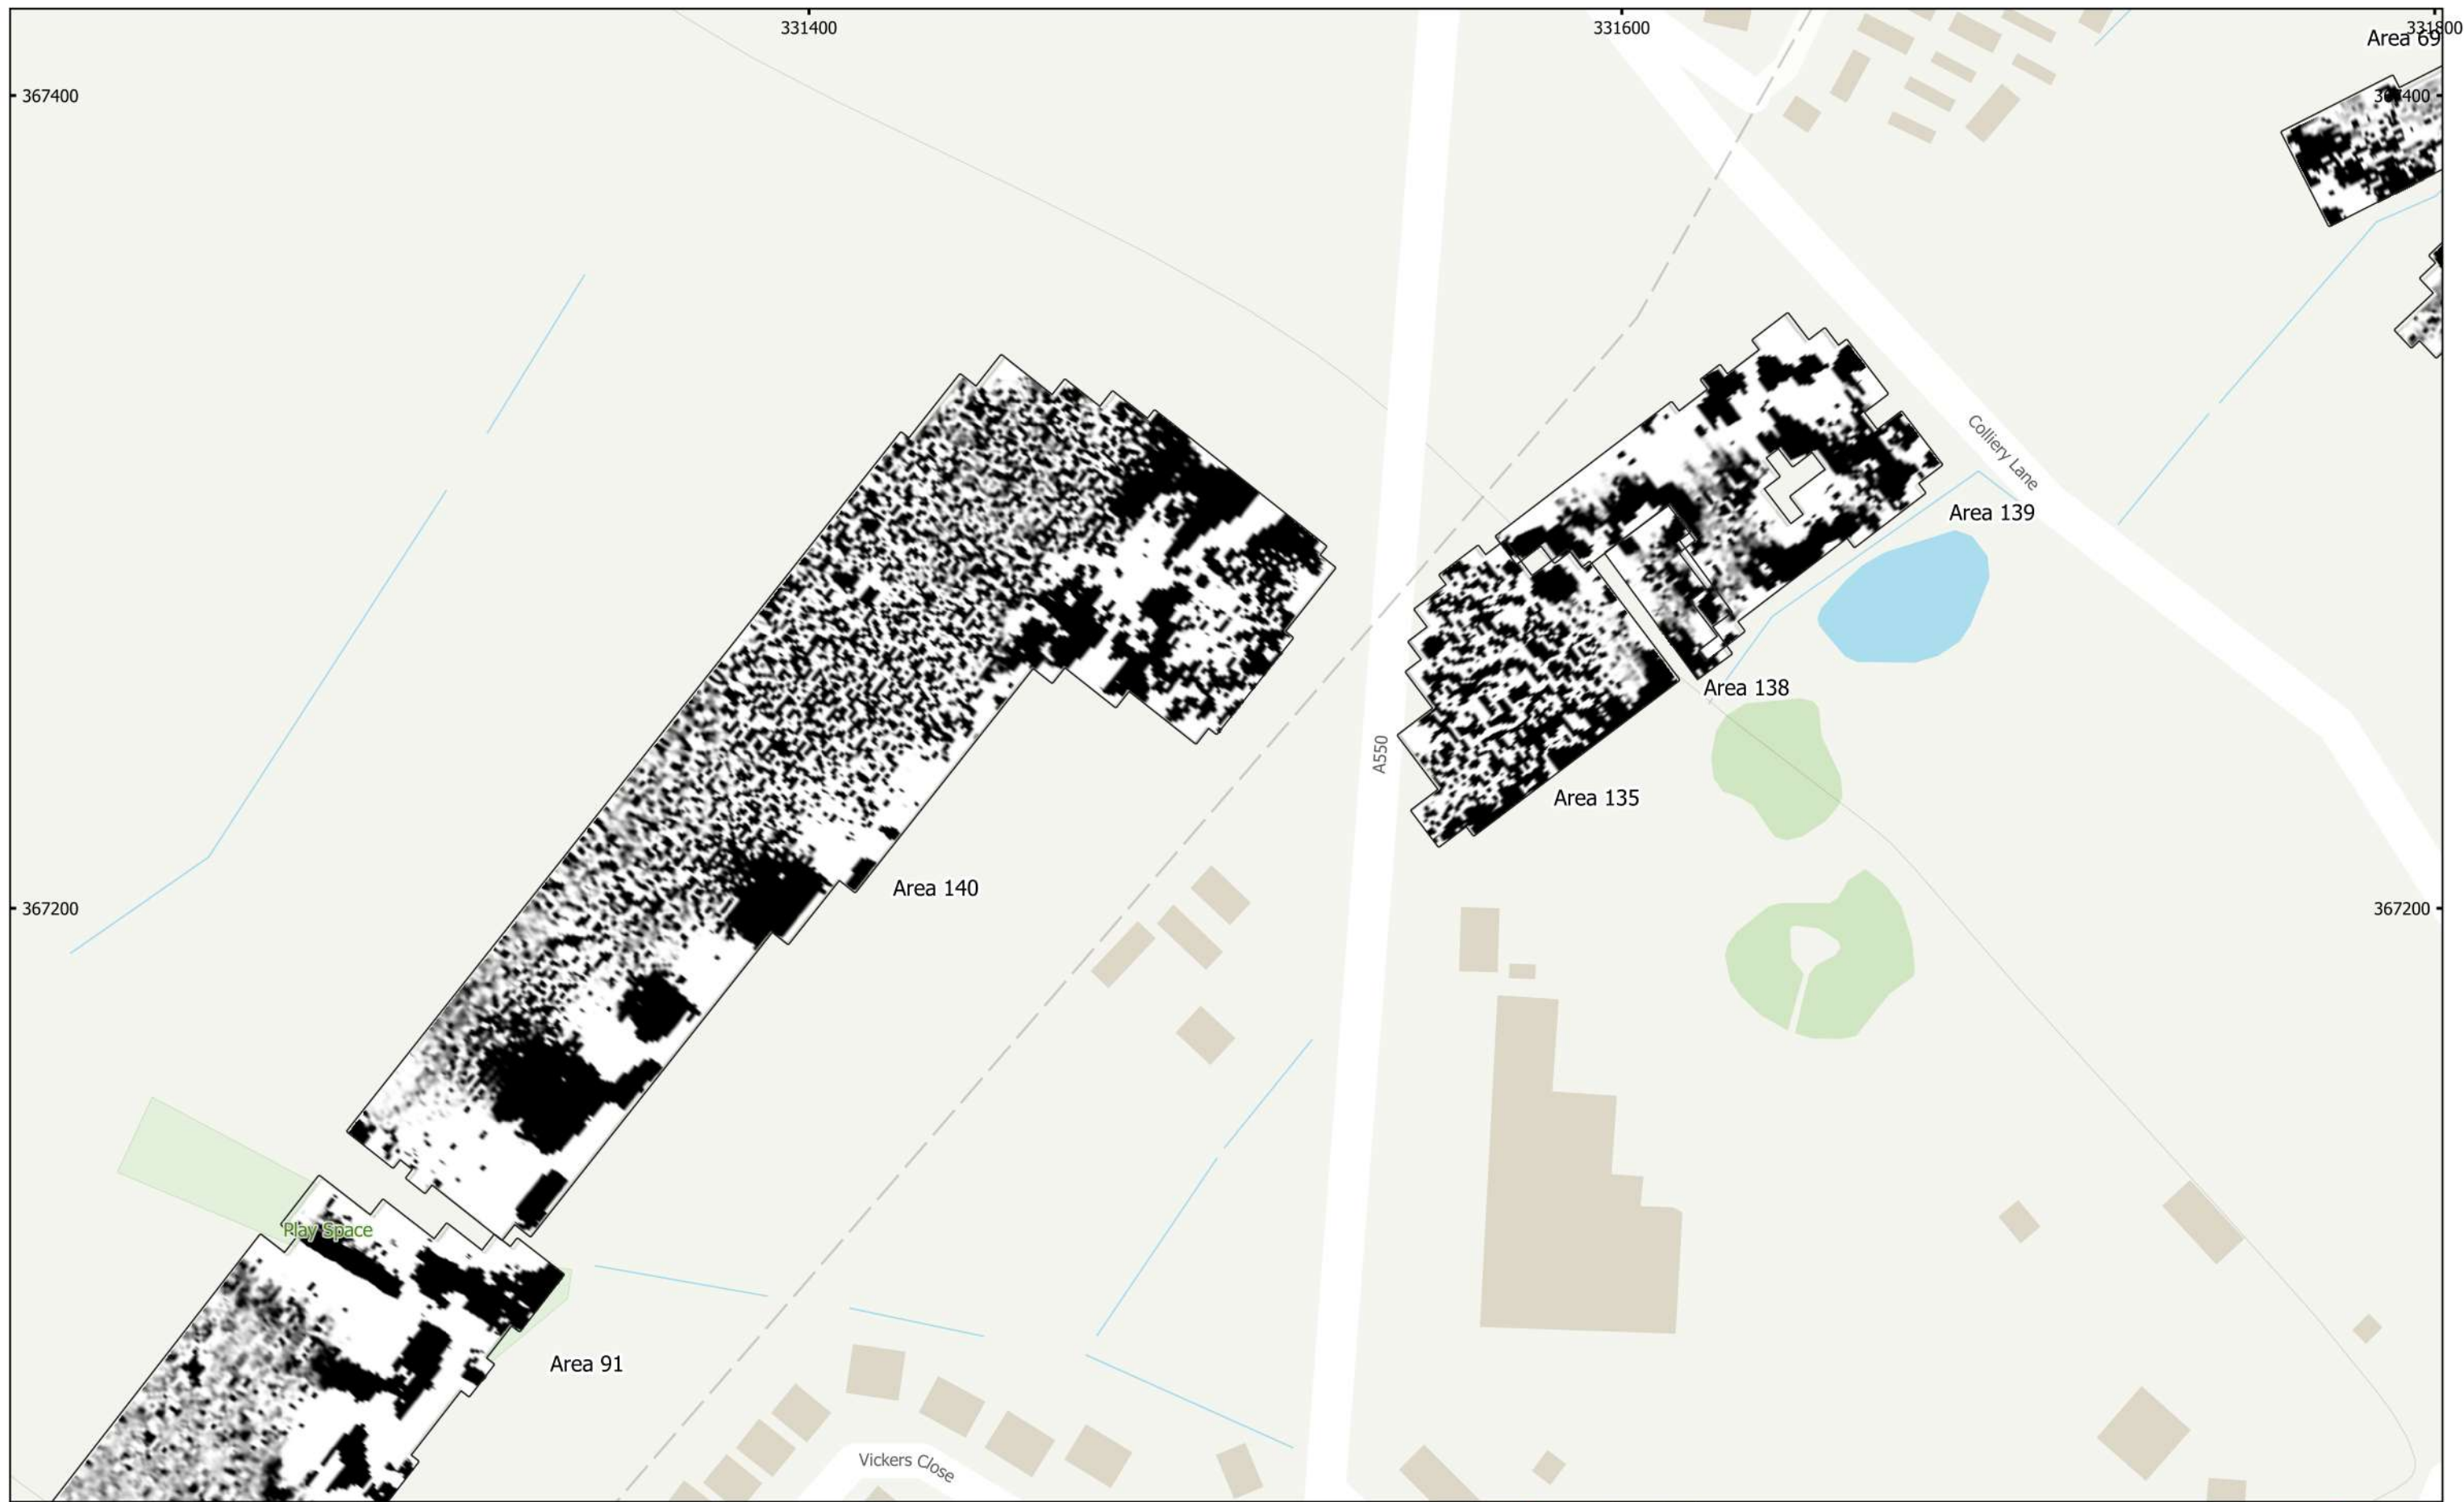 331400
331600
331800
Area 69
367400
367400
Colliery Lane
Area 139
Area 138
A550
Area 135
Area 140
367200
367200
Play Space
Area 91
Vickers Close